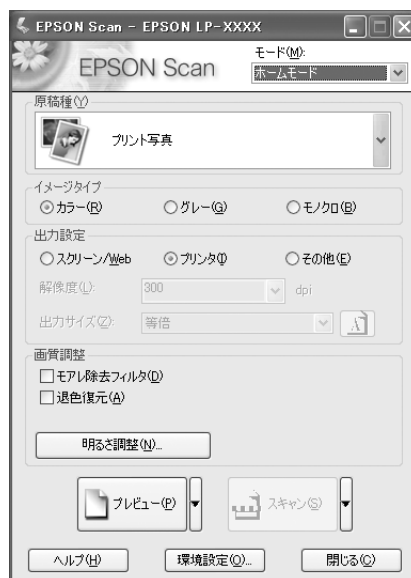 EPSON Scan - EPSON LP-XXXX
EPSON Scan
モード(M):
ホームモード
原稿種(Y)
プリント写真
イメージタイプ
カラー(R) グレー(G) モノクロ(B)
出力設定
スクリーン/Web プリンタ(I) その他(E)
解像度(L): 300 dpi
出力サイズ(Z): 等倍
画質調整
モアレ除去フィルタ(D)
退色復元(A)
明るさ調整(N)...
プレビュー(P) スキャン(S)
ヘルプ(H) 環境設定(O)... 閉じる(C)